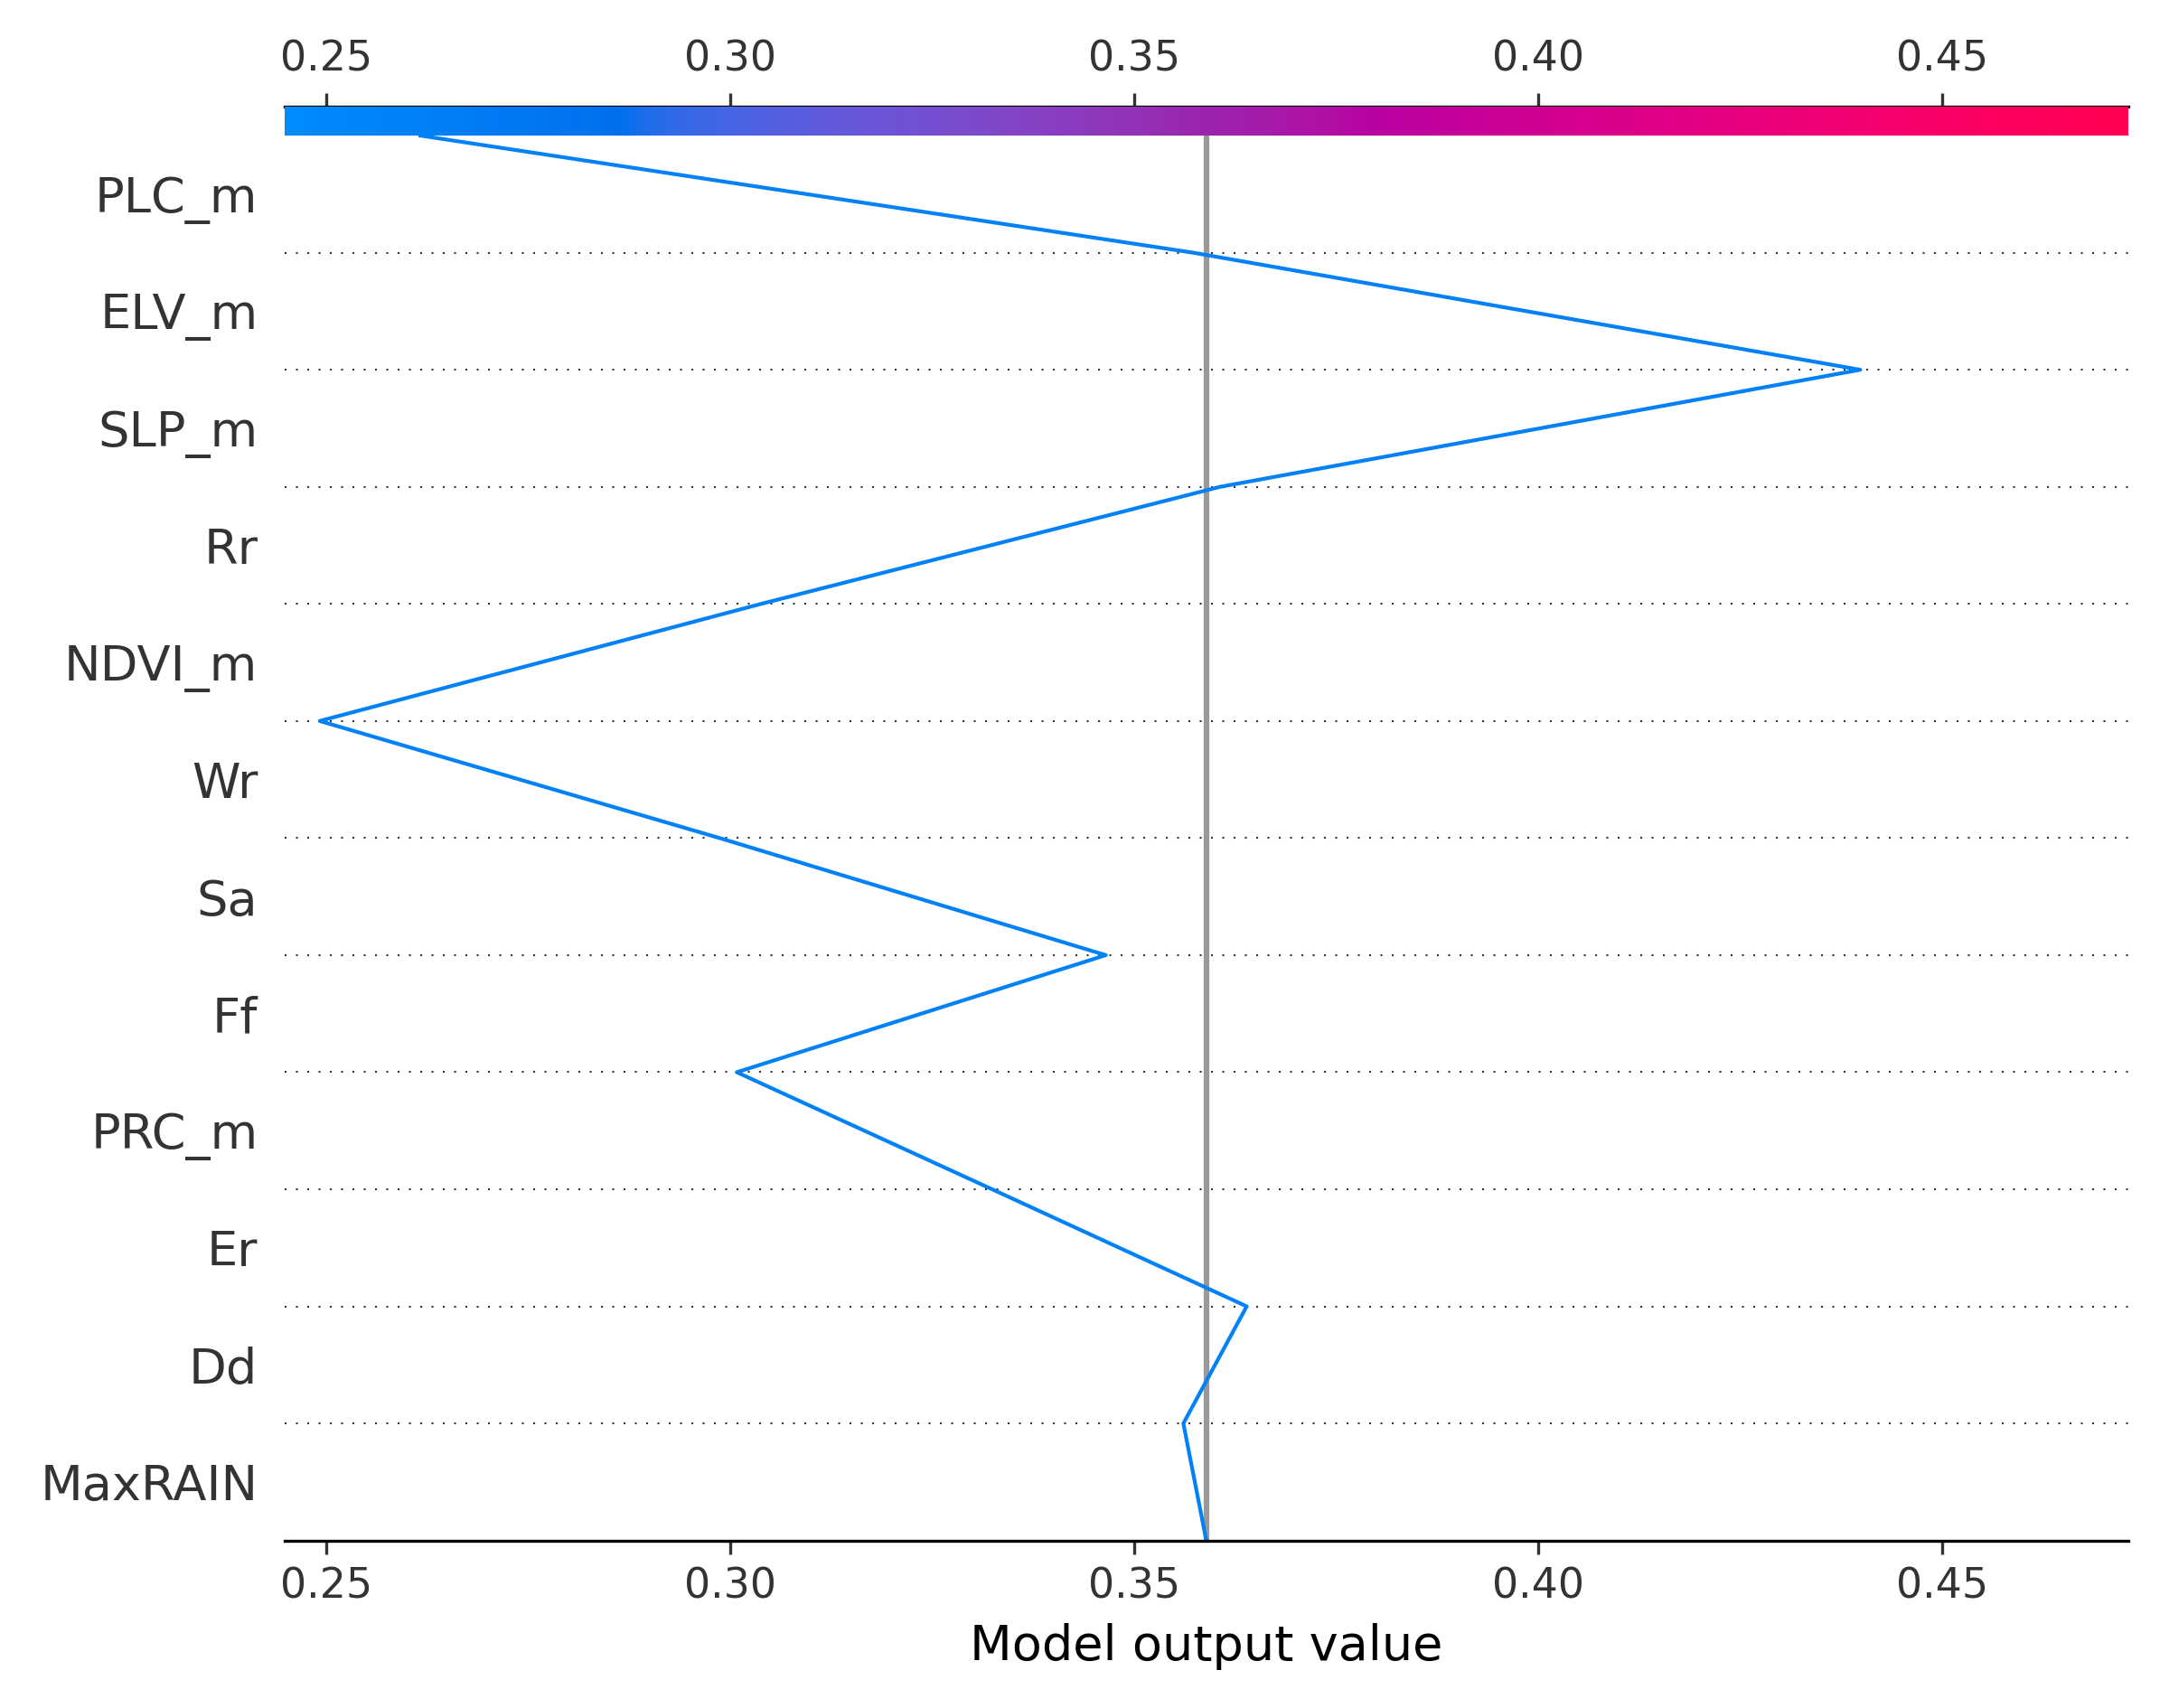 0.25 0.30 0.35 0.40 0.45
PLC_m
ELV_m
SLP_m
Rr
NDVI_m
Wr
Sa
Ff
PRC_m
Er
Dd
MaxRAIN
0.25 0.30 0.35 0.40 0.45
Model output value